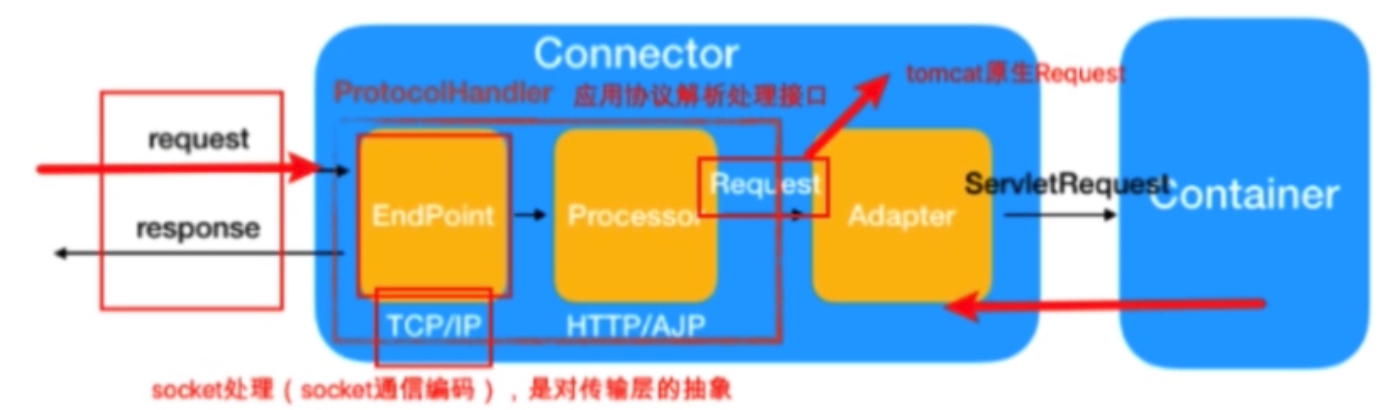 Connector
ProtocolHandler 应用协议解析处理接口
tomcat原生Request
request
Request
ServletRequest
Container
response
EndPoint
Processor
Adapter
TCP/IP
HTTP/AJP
socket处理（socket通信编码），是对传输层的抽象